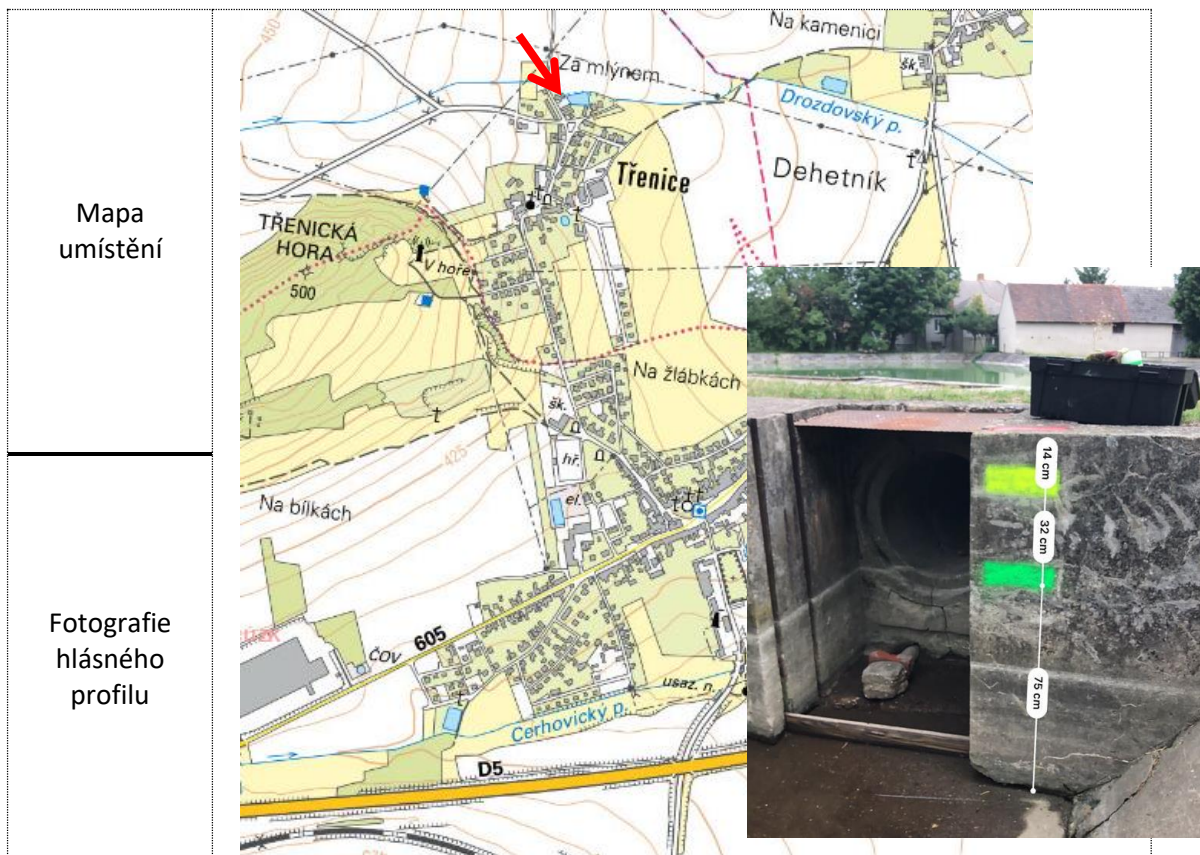 Mapa
umístění
Fotografie
hlásného
profilu
450
Na kamenici
šk.
Za mlýnem
Drozdovský p.
Třenice
Dehetník
TŘENICKÁ
HORA
V hoře
500
Na žlábkách
šk.
hř.
425
el.
Na bílkách
605
ČOV
usaz. n.
Cerhovický p.
D5
14 cm
32 cm
75 cm